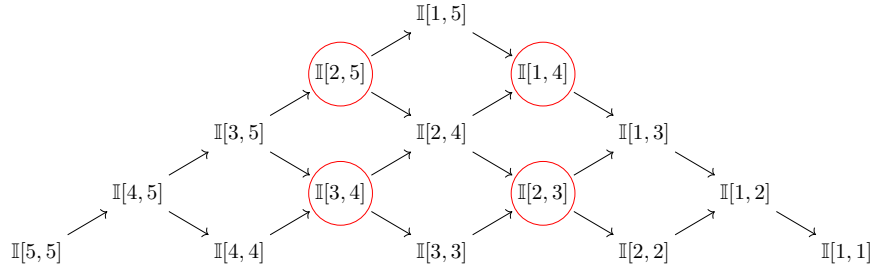 𝕀[1, 5]
𝕀[2, 5] 𝕀[1, 4]
𝕀[3, 5] 𝕀[2, 4] 𝕀[1, 3]
𝕀[4, 5] 𝕀[3, 4] 𝕀[2, 3] 𝕀[1, 2]
𝕀[5, 5] 𝕀[4, 4] 𝕀[3, 3] 𝕀[2, 2] 𝕀[1, 1]